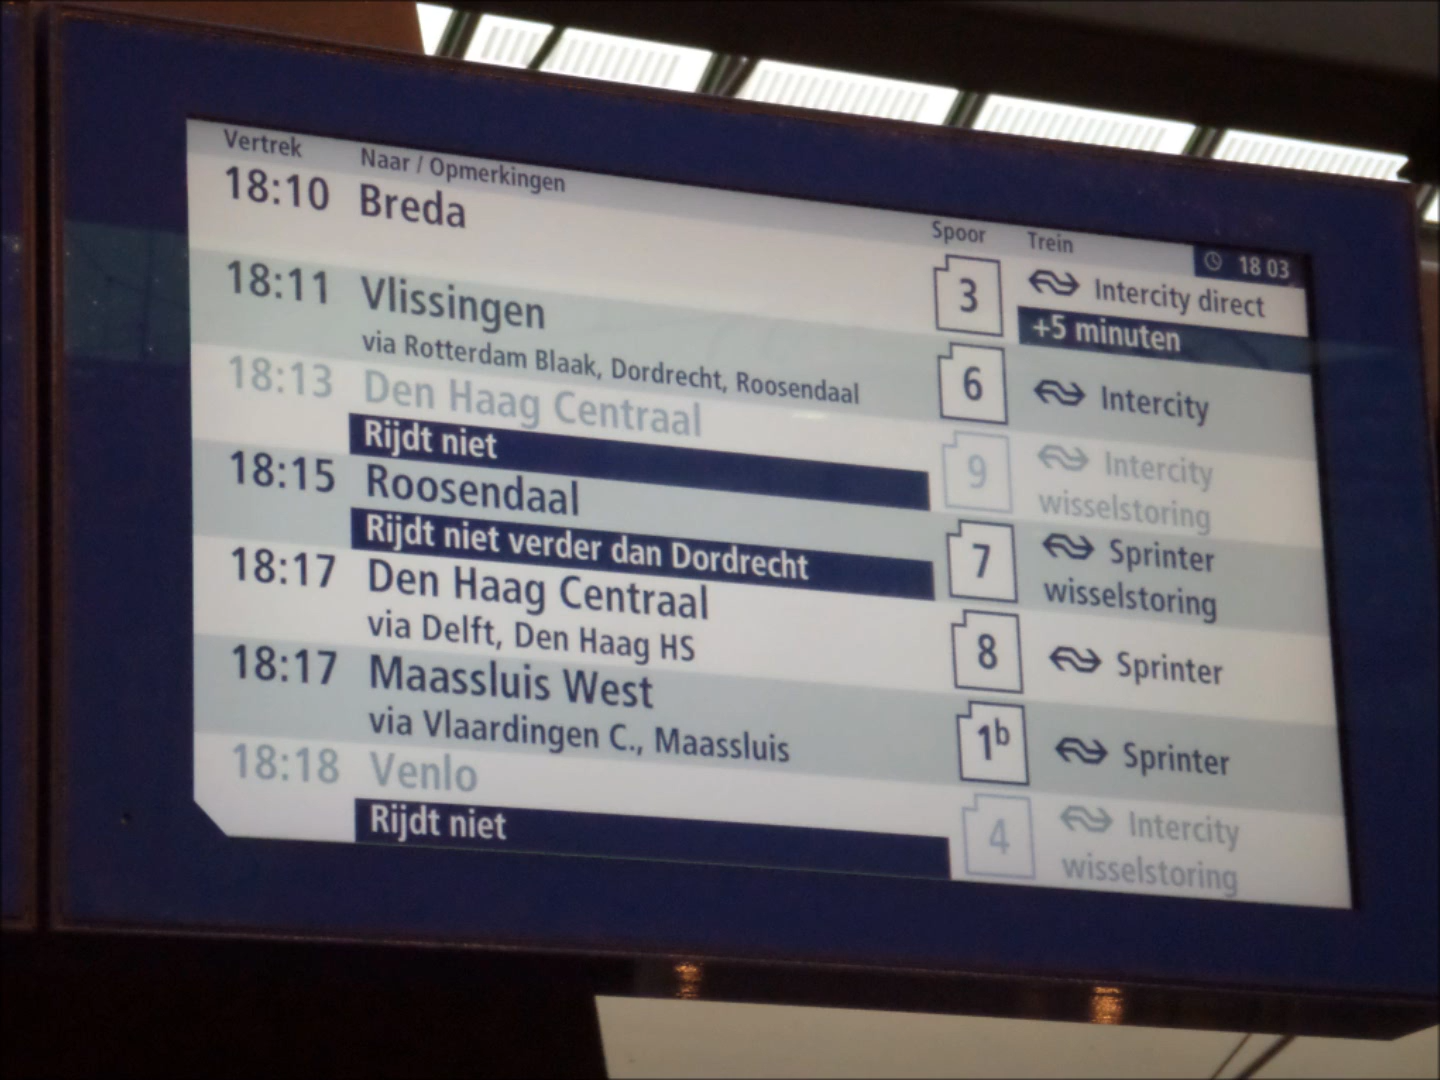 Vertrek Naar / Opmerkingen Spoor Trein 18 03
18:10 Breda 3 Intercity direct
+5 minuten
18:11 Vlissingen 6 Intercity
via Rotterdam Blaak, Dordrecht, Roosendaal
18:13 Den Haag Centraal 9 Intercity
Rijdt niet wisselstoring
18:15 Roosendaal 7 Sprinter
Rijdt niet verder dan Dordrecht wisselstoring
18:17 Den Haag Centraal 8 Sprinter
via Delft, Den Haag HS
18:17 Maassluis West 1b Sprinter
via Vlaardingen C., Maassluis
18:18 Venlo 4 Intercity
Rijdt niet wisselstoring